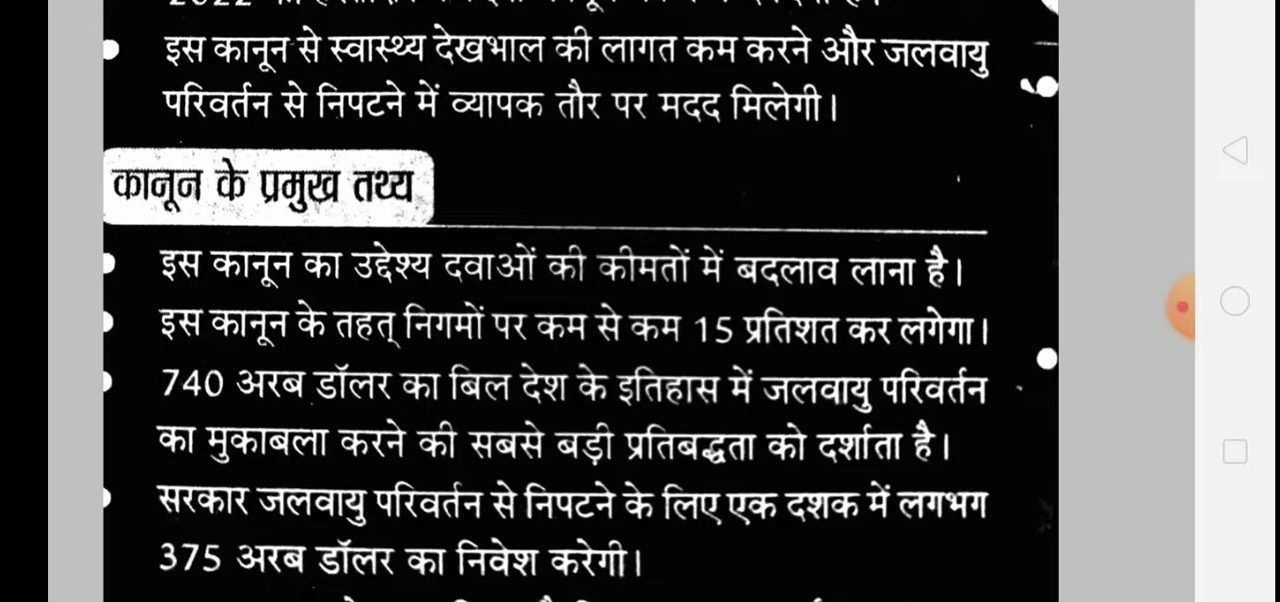 इस कानून से स्वास्थ्य देखभाल की लागत कम करने और जलवायु
परिवर्तन से निपटने में व्यापक तौर पर मदद मिलेगी।
कानून के प्रमुख तथ्य
इस कानून का उद्देश्य दवाओं की कीमतों में बदलाव लाना है।
इस कानून के तहत् निगमों पर कम से कम 15 प्रतिशत कर लगेगा।
740 अरब डॉलर का बिल देश के इतिहास में जलवायु परिवर्तन
का मुकाबला करने की सबसे बड़ी प्रतिबद्धता को दर्शाता है।
सरकार जलवायु परिवर्तन से निपटने के लिए एक दशक में लगभग
375 अरब डॉलर का निवेश करेगी।